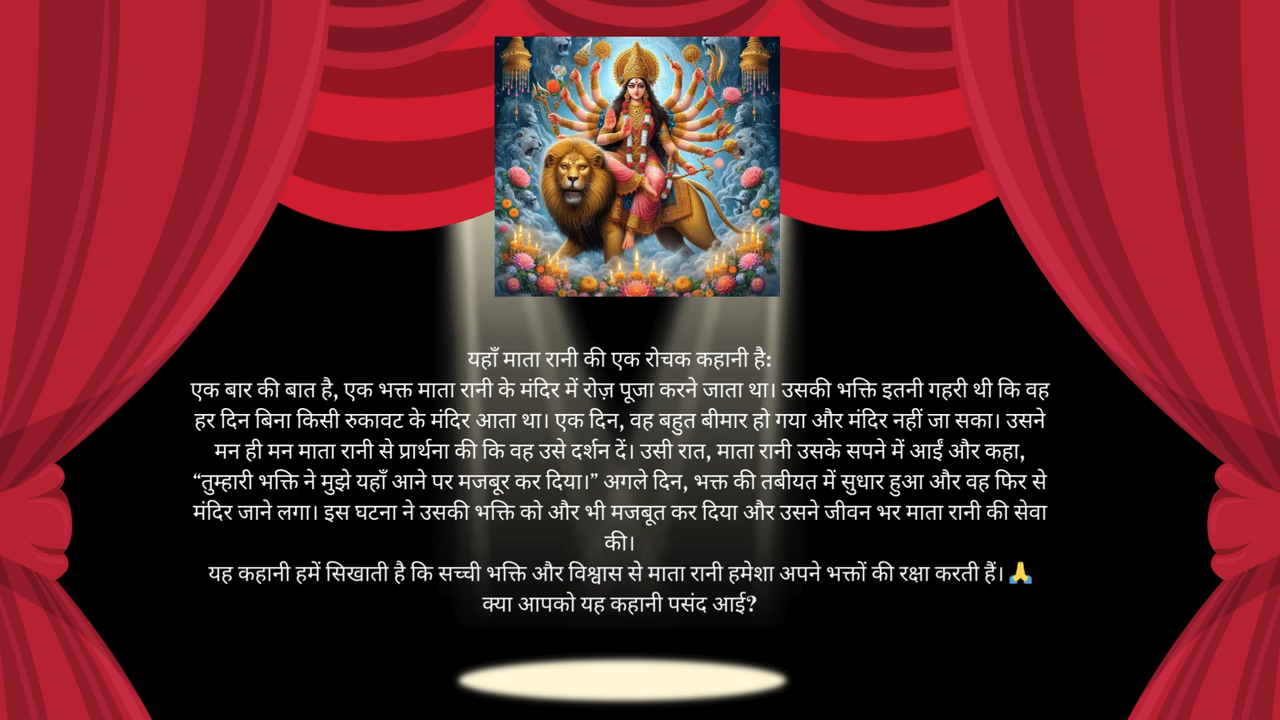 यहाँ माता रानी की एक रोचक कहानी है:
एक बार की बात है, एक भक्त माता रानी के मंदिर में रोज़ पूजा करने जाता था। उसकी भक्ति इतनी गहरी थी कि वह
हर दिन बिना किसी रुकावट के मंदिर आता था। एक दिन, वह बहुत बीमार हो गया और मंदिर नहीं जा सका। उसने
मन ही मन माता रानी से प्रार्थना की कि वह उसे दर्शन दें। उसी रात, माता रानी उसके सपने में आईं और कहा,
“तुम्हारी भक्ति ने मुझे यहाँ आने पर मजबूर कर दिया।” अगले दिन, भक्त की तबीयत में सुधार हुआ और वह फिर से
मंदिर जाने लगा। इस घटना ने उसकी भक्ति को और भी मजबूत कर दिया और उसने जीवन भर माता रानी की सेवा
की।
यह कहानी हमें सिखाती है कि सच्ची भक्ति और विश्वास से माता रानी हमेशा अपने भक्तों की रक्षा करती हैं। 🙏
क्या आपको यह कहानी पसंद आई?